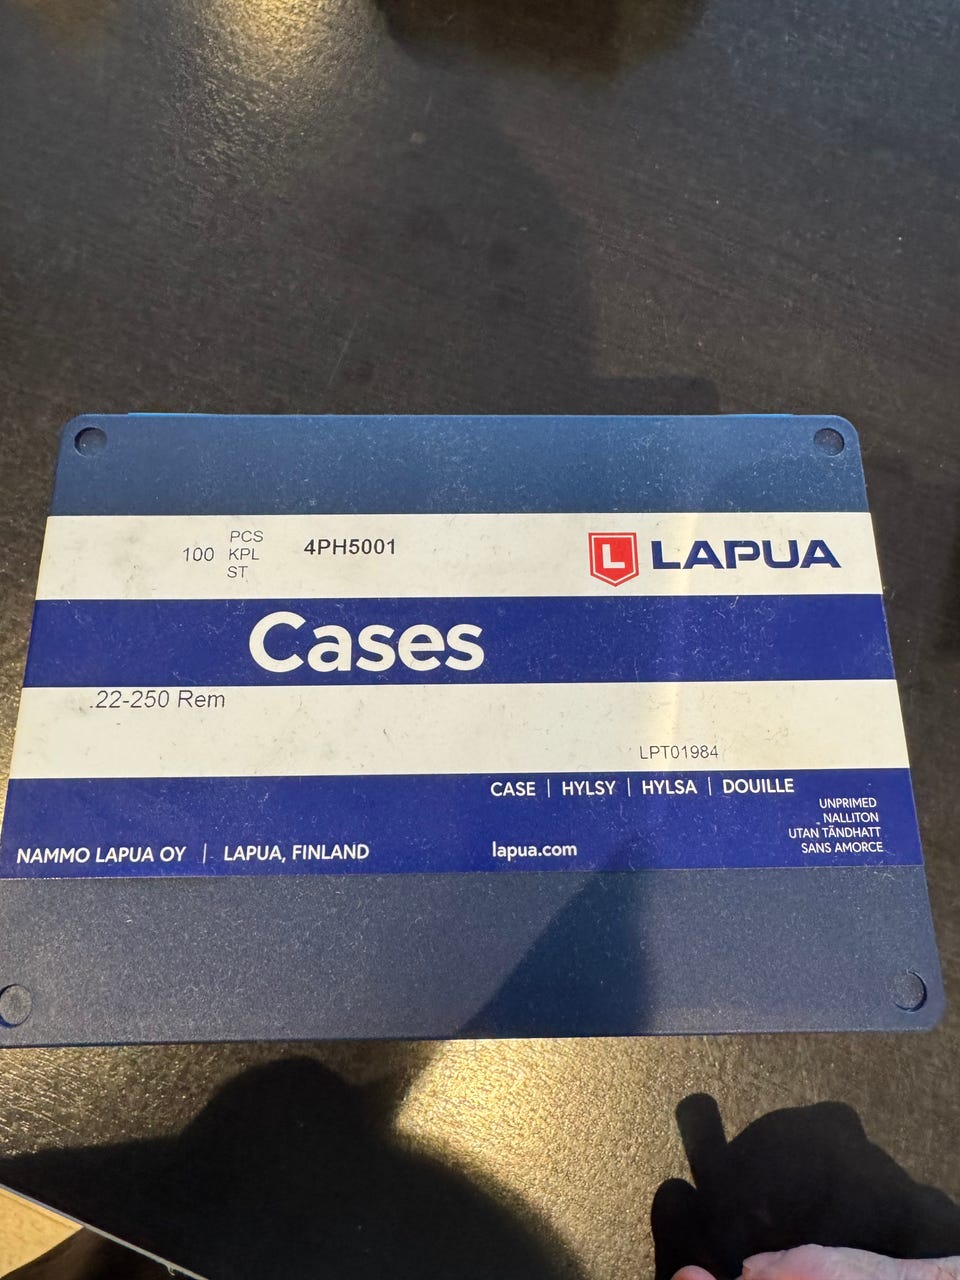 100 PCS
KPL
ST
4PH5001
L LAPUA
Cases
.22-250 Rem
LPT01984
CASE | HYLSY | HYLSA | DOUILLE
UNPRIMED
NALLITON
UTAN TÄNDHATT
SANS AMORCE
NAMMO LAPUA OY | LAPUA, FINLAND
lapua.com